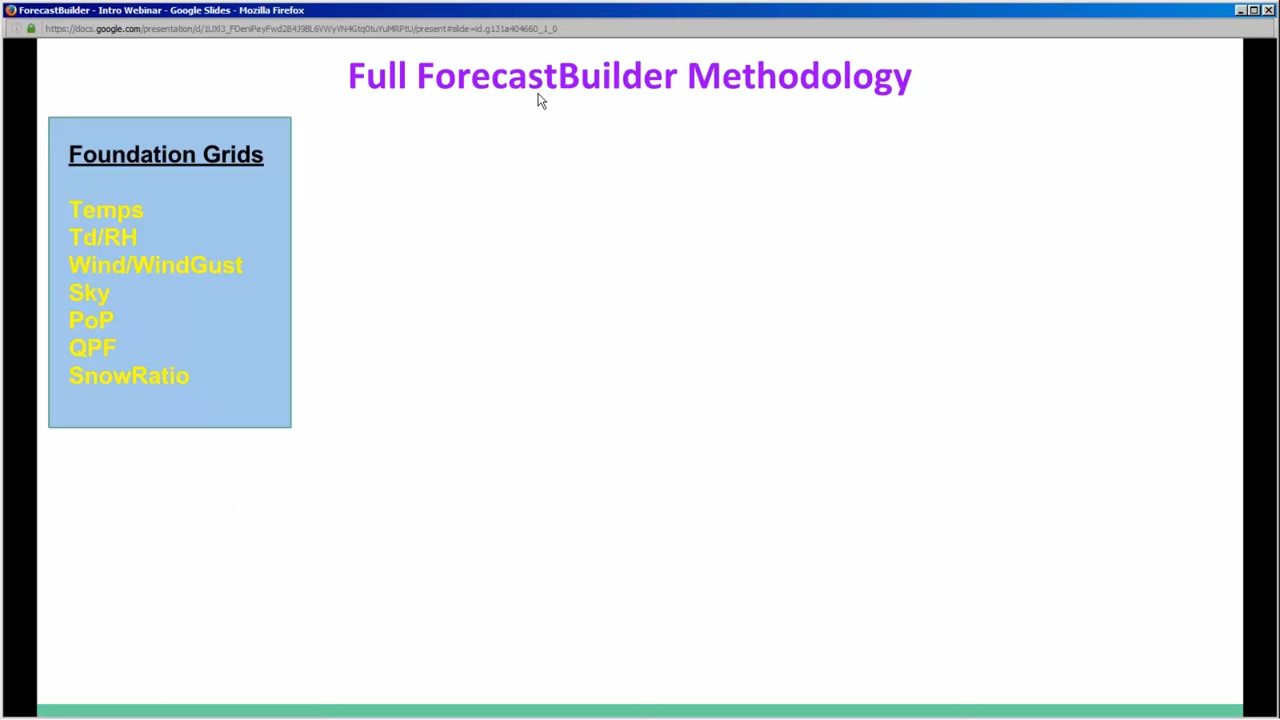 ForecastBuilder - Intro Webinar - Google Slides - Mozilla Firefox
Full ForecastBuilder Methodology
Foundation Grids
Temps
Td/RH
Wind/WindGust
Sky
PoP
QPF
SnowRatio